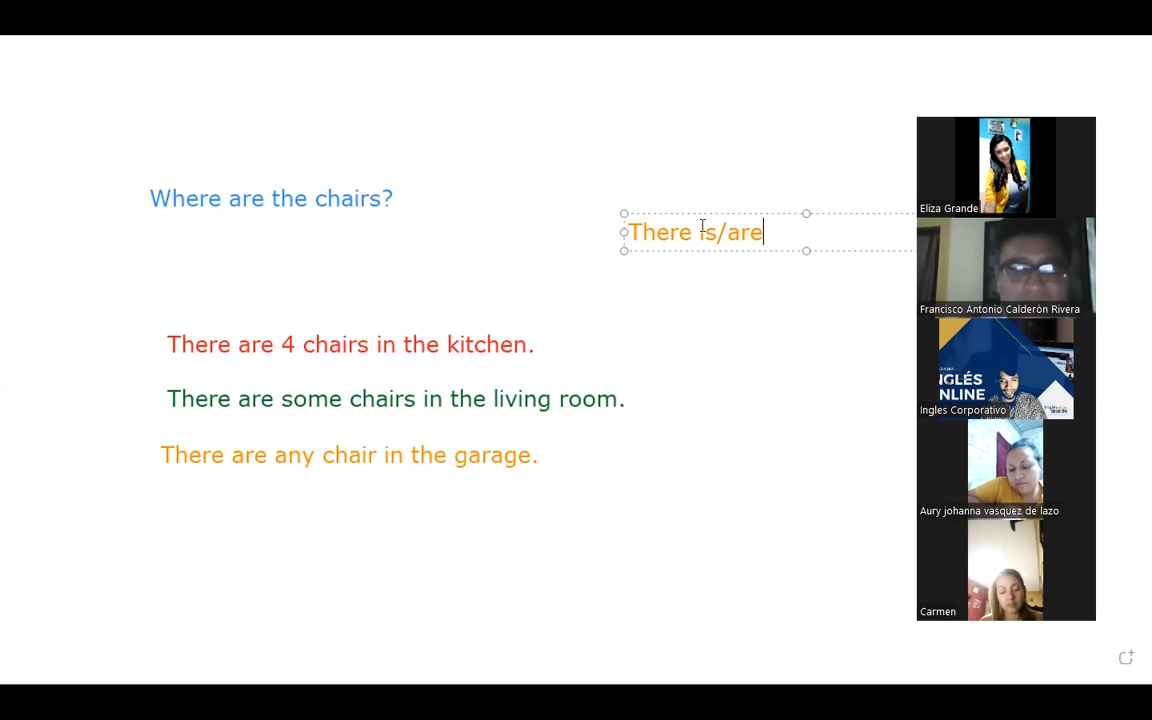 Where are the chairs?
There is/are
There are 4 chairs in the kitchen.
There are some chairs in the living room.
There are any chair in the garage.
Eliza Grande
Francisco Antonio Calderòn Rivera
NGLÉS
NLINE
Ingles Corporativo
Aury johanna vasquez de lazo
Carmen